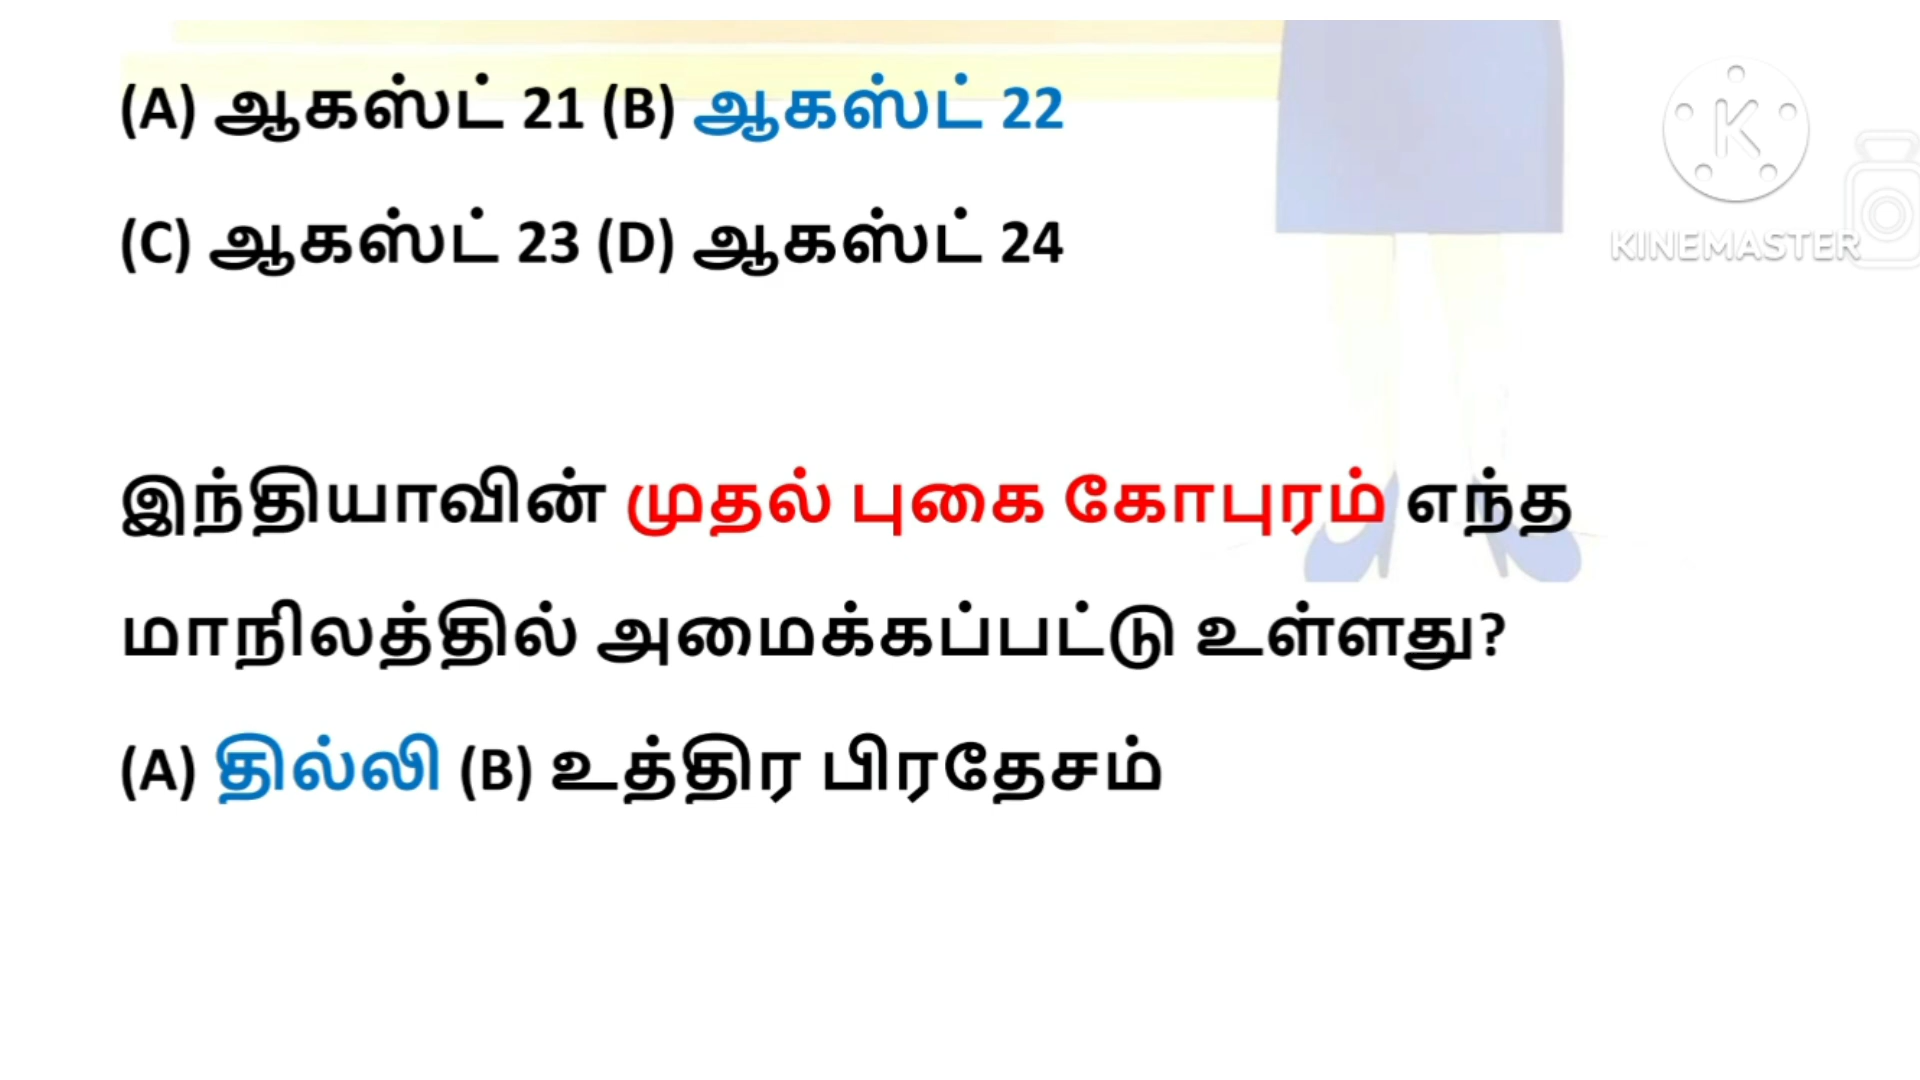 (A) ஆகஸ்ட் 21 (B) ஆகஸ்ட் 22
(C) ஆகஸ்ட் 23 (D) ஆகஸ்ட் 24
K
KINEMASTER
இந்தியாவின் முதல் புகை கோபுரம் எந்த
மாநிலத்தில் அமைக்கப்பட்டு உள்ளது?
(A) தில்லி (B) உத்திர பிரதேசம்